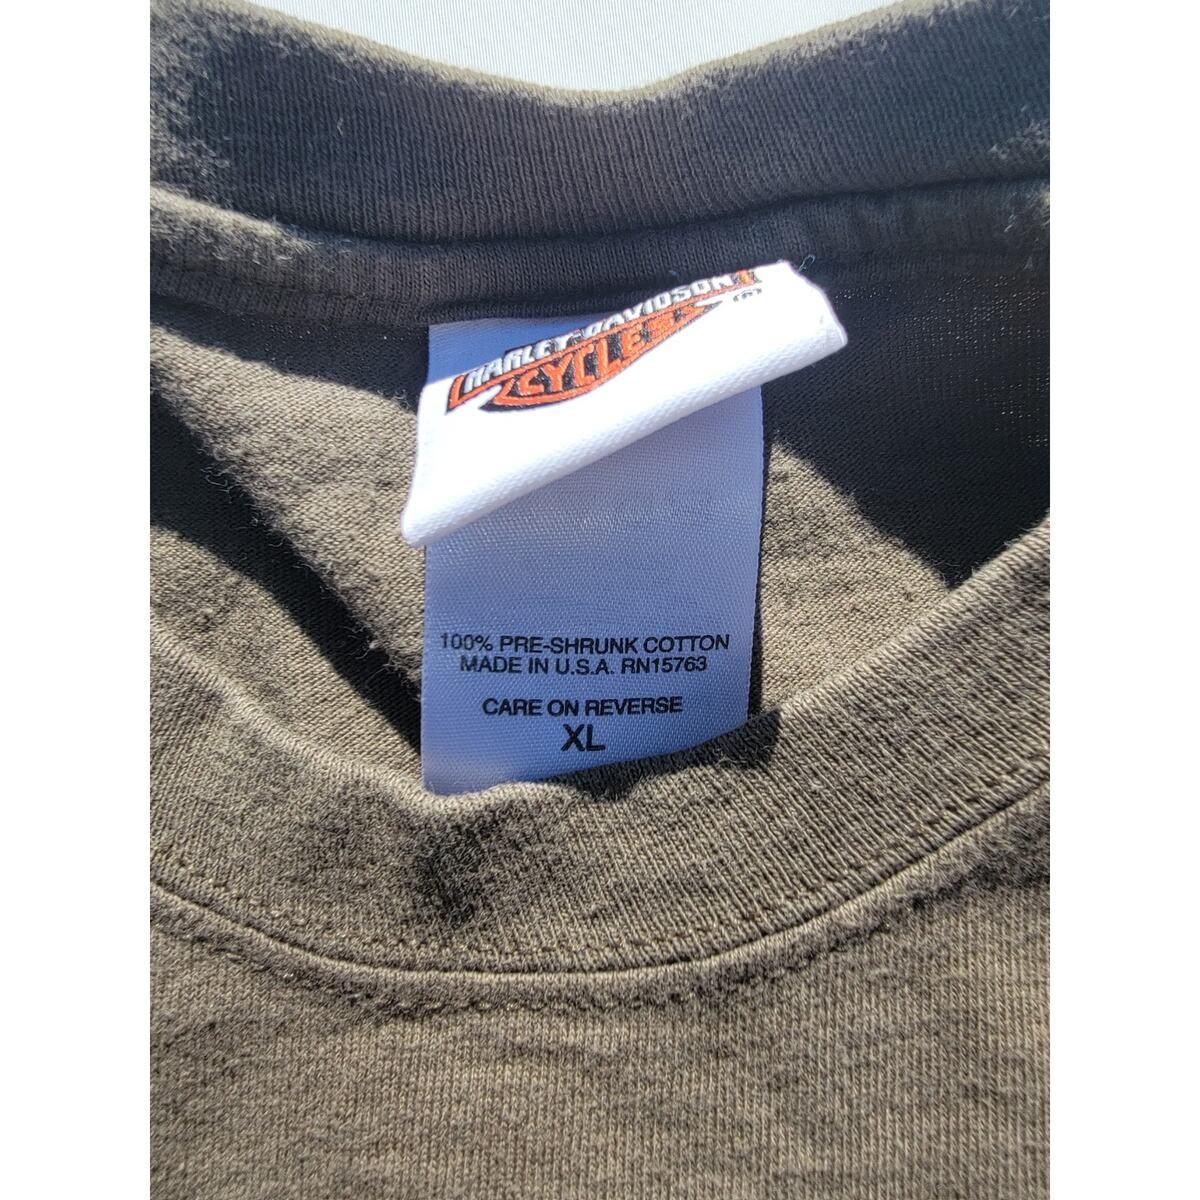 HARLEY-DAVIDSON
CYCLES
®
100% PRE-SHRUNK COTTON
MADE IN U.S.A. RN15763
CARE ON REVERSE
XL